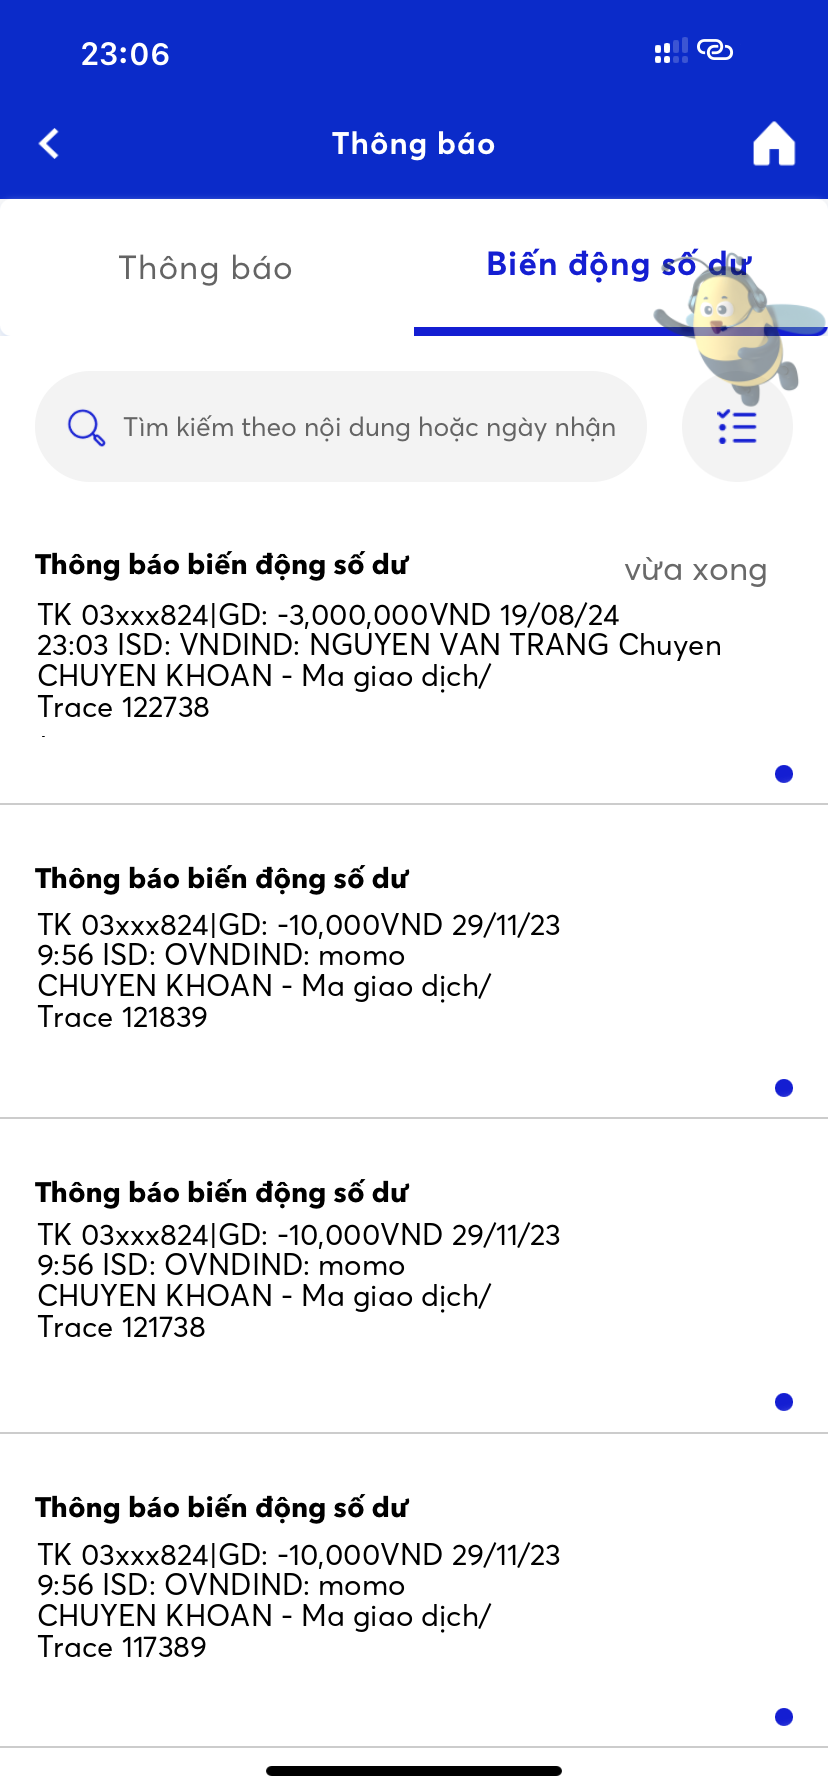 23:06
Thông báo
Thông báo
Biến động số dư
Tìm kiếm theo nội dung hoặc ngày nhận
Thông báo biến động số dư
vừa xong
TK 03xxx824|GD: -3,000,000VND 19/08/24
23:03 ISD: VNDIND: NGUYEN VAN TRANG Chuyen
CHUYEN KHOAN - Ma giao dịch/
Trace 122738
Thông báo biến động số dư
TK 03xxx824|GD: -10,000VND 29/11/23
9:56 ISD: OVNDIND: momo
CHUYEN KHOAN - Ma giao dịch/
Trace 121839
Thông báo biến động số dư
TK 03xxx824|GD: -10,000VND 29/11/23
9:56 ISD: OVNDIND: momo
CHUYEN KHOAN - Ma giao dịch/
Trace 121738
Thông báo biến động số dư
TK 03xxx824|GD: -10,000VND 29/11/23
9:56 ISD: OVNDIND: momo
CHUYEN KHOAN - Ma giao dịch/
Trace 117389